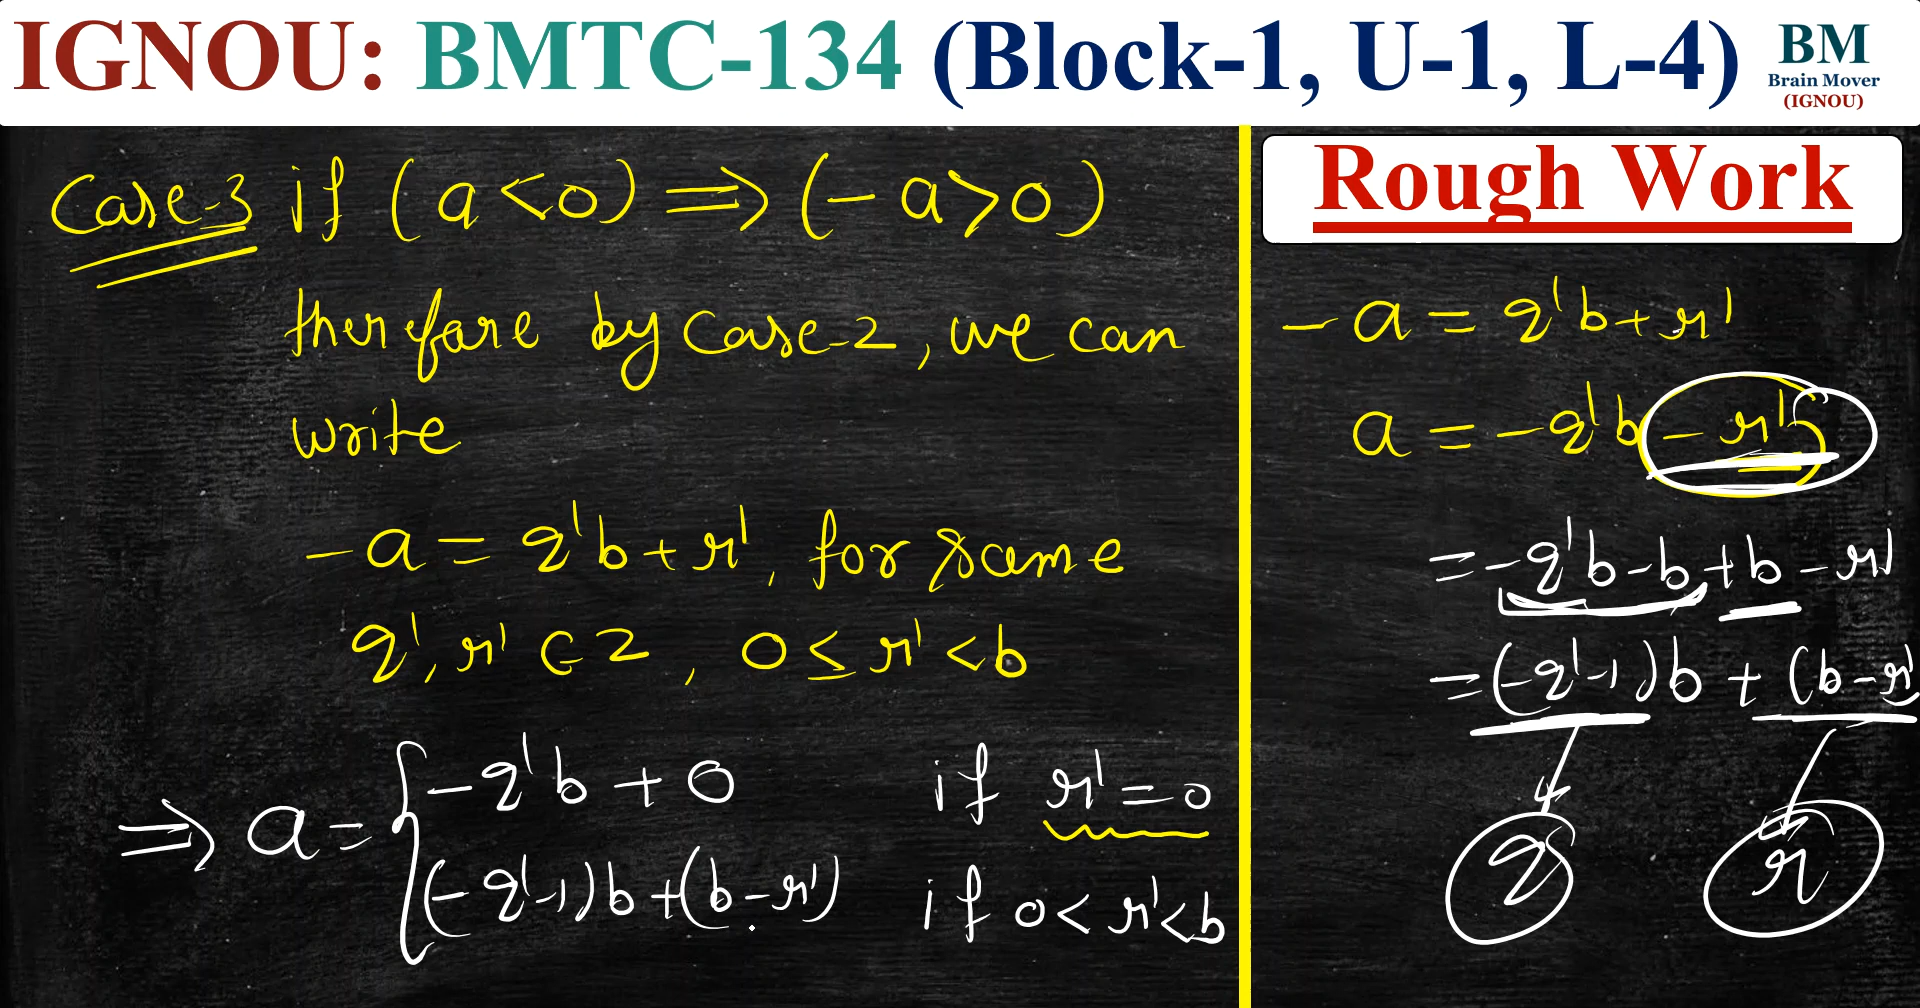 IGNOU: BMTC-134 (Block-1, U-1, L-4)
BM
Brain Mover
(IGNOU)
Case-3 if (a<0) ⟹ (-a>0)
therefore by Case-2, we can
write
-a = q'b + r', for some
q', r' ∈ Z, 0 ≤ r' < b
⟹ a = { -q'b + 0 if r' = 0
(-q'-1)b + (b-r') if 0 < r' < b
Rough Work
-a = q'b + r'
a = -q'b - r'
= -q'b - b + b - r'
= (-q'-1)b + (b-r'
q r